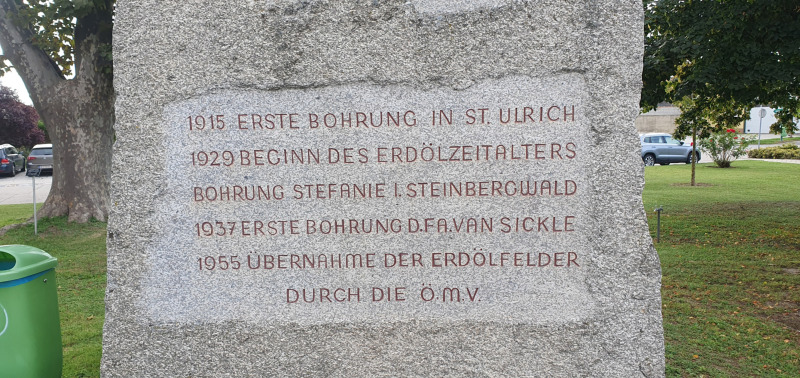 1915 ERSTE BOHRUNG IN ST. ULRICH
1929 BEGINN DES ERDÖLZEITALTERS
BOHRUNG STEFANIE I. STEINBERGWALD
1937 ERSTE BOHRUNG D.FA.VAN SICKLE
1955 ÜBERNAHME DER ERDÖLFELDER
DURCH DIE Ö.M.V.